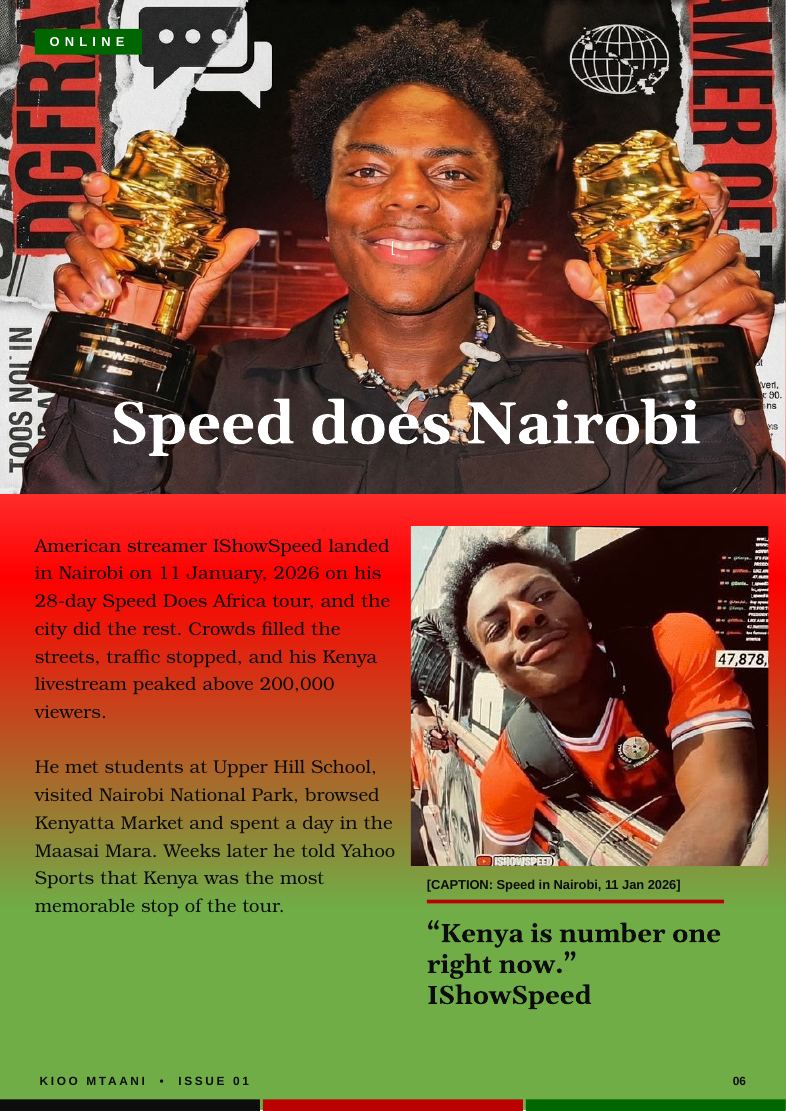 ONLINE
DGFRA
AMER OF T
ISHOWSPEED
ISHOWSPEED
Speed does Nairobi
American streamer IShowSpeed landed
in Nairobi on 11 January, 2026 on his
28-day Speed Does Africa tour, and the
city did the rest. Crowds filled the
streets, traffic stopped, and his Kenya
livestream peaked above 200,000
viewers.
He met students at Upper Hill School,
visited Nairobi National Park, browsed
Kenyatta Market and spent a day in the
Maasai Mara. Weeks later he told Yahoo
Sports that Kenya was the most
memorable stop of the tour.
47,878,
ISHOWSPEED
[CAPTION: Speed in Nairobi, 11 Jan 2026]
“Kenya is number one
right now.”
IShowSpeed
KIOO MTAANI • ISSUE 01
06